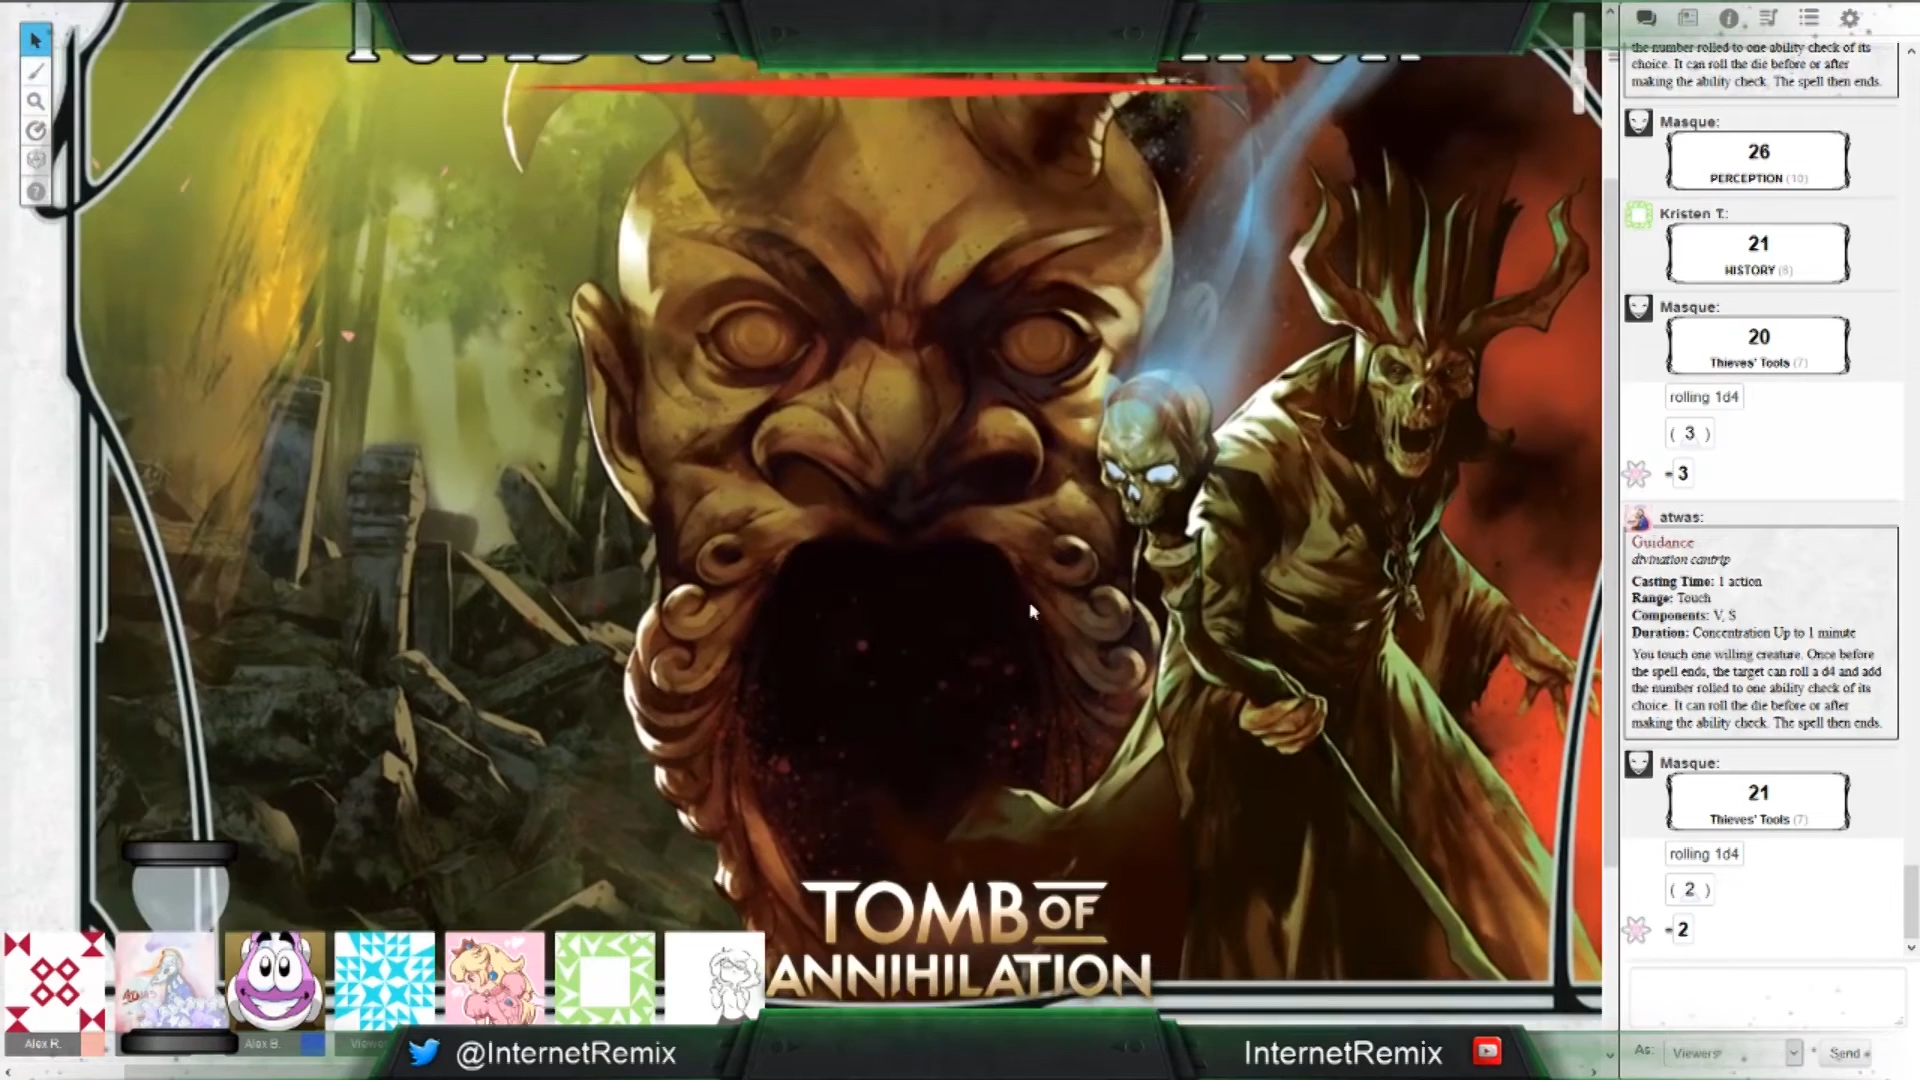 the number rolled to one ability check of its
choice. It can roll the die before or after
making the ability check. The spell then ends.
Masque:
26
PERCEPTION (10)
Kristen T.:
21
HISTORY (8)
Masque:
20
Thieves' Tools (7)
rolling 1d4
( 3 )
=3
atwas:
Guidance
divination cantrip
Casting Time: 1 action
Range: Touch
Components: V, S
Duration: Concentration Up to 1 minute
You touch one willing creature. Once before
the spell ends, the target can roll a d4 and add
the number rolled to one ability check of its
choice. It can roll the die before or after
making the ability check. The spell then ends.
Masque:
21
Thieves' Tools (7)
rolling 1d4
( 2 )
=2
TOMB OF
ANNIHILATION
Alex R.
Alex B.
@InternetRemix
InternetRemix
As:
Viewers
Send